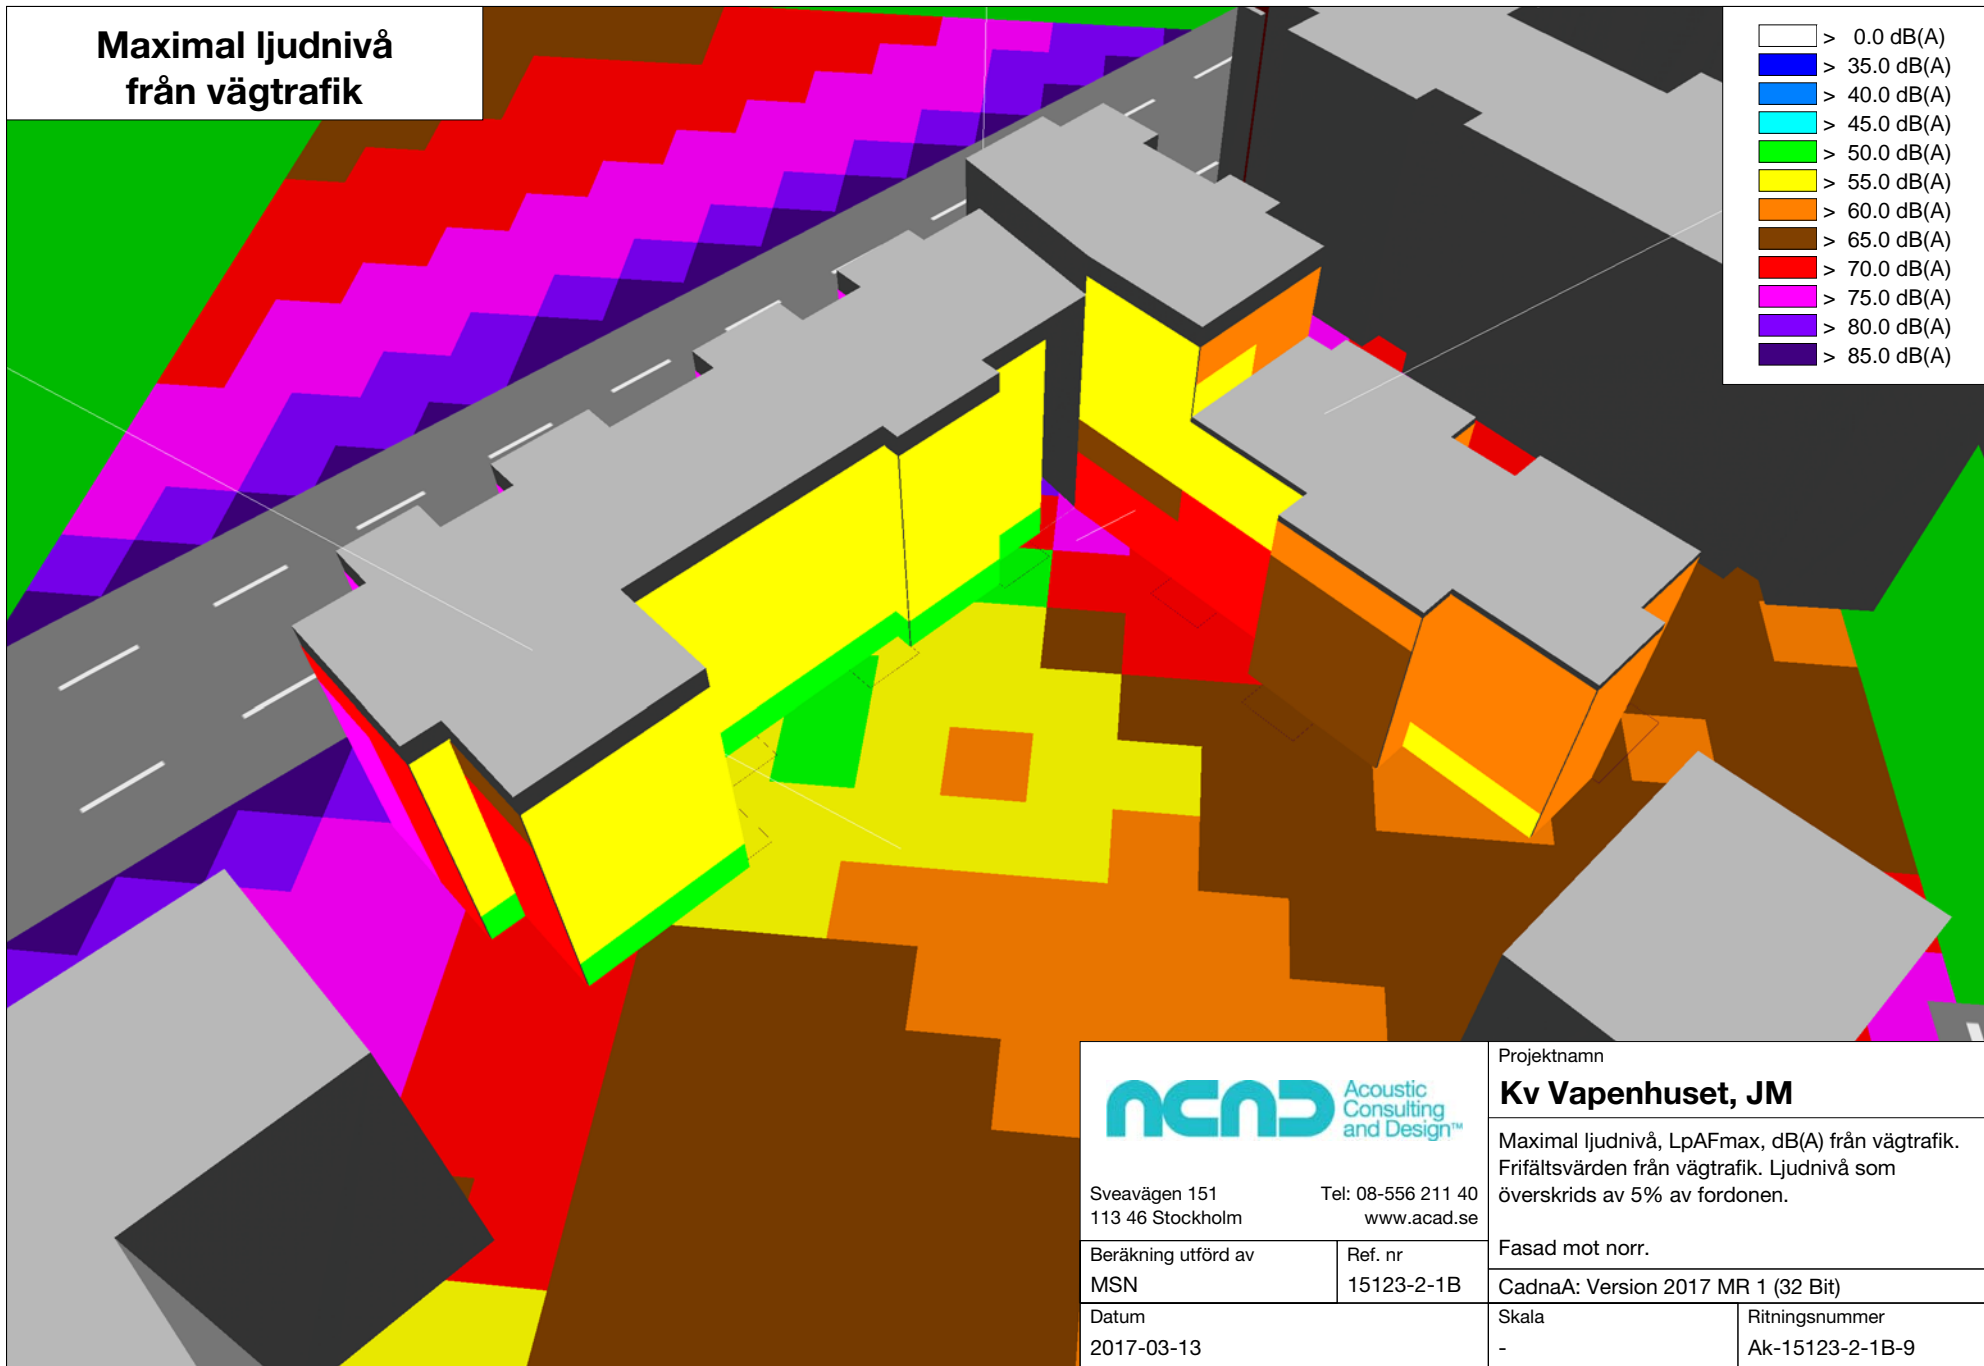 Maximal ljudnivå
från vägtrafik
> 0.0 dB(A)
> 35.0 dB(A)
> 40.0 dB(A)
> 45.0 dB(A)
> 50.0 dB(A)
> 55.0 dB(A)
> 60.0 dB(A)
> 65.0 dB(A)
> 70.0 dB(A)
> 75.0 dB(A)
> 80.0 dB(A)
> 85.0 dB(A)
ACAD
Acoustic
Consulting
and Design™
Sveavägen 151
113 46 Stockholm
Tel: 08-556 211 40
www.acad.se
Beräkning utförd av
MSN
Ref. nr
15123-2-1B
Datum
2017-03-13
Projektnamn
Kv Vapenhuset, JM
Maximal ljudnivå, LpAFmax, dB(A) från vägtrafik.
Frifältsvärden från vägtrafik. Ljudnivå som
överskrids av 5% av fordonen.
Fasad mot norr.
CadnaA: Version 2017 MR 1 (32 Bit)
Skala
-
Ritningsnummer
Ak-15123-2-1B-9